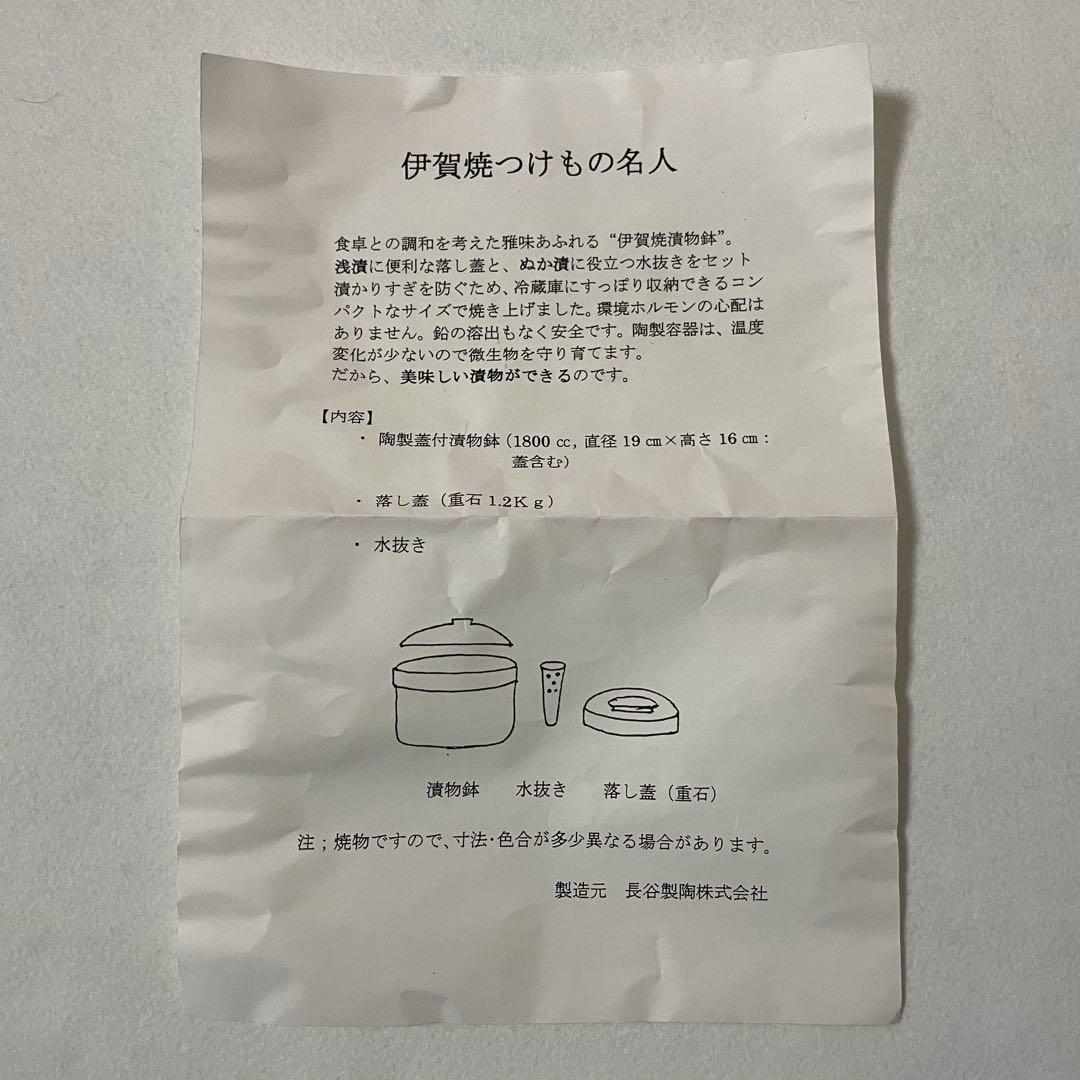 伊賀焼つけもの名人
食卓との調和を考えた雅味あふれる“伊賀焼漬物鉢”。
浅漬に便利な落し蓋と、ぬか漬に役立つ水抜きをセット
漬かりすぎを防ぐため、冷蔵庫にすっぽり収納できるコン
パクトなサイズで焼き上げました。環境ホルモンの心配は
ありません。鉛の溶出もなく安全です。陶製容器は、温度
変化が少ないので微生物を守り育てます。
だから、美味しい漬物ができるのです。
【内容】
・ 陶製蓋付漬物鉢（1800 ㏄, 直径 19 ㎝×高さ 16 ㎝：
蓋含む）
・ 落し蓋（重石 1.2Kｇ）
・ 水抜き
漬物鉢　水抜き　落し蓋（重石）
注；焼物ですので、寸法・色合が多少異なる場合があります。
製造元　長谷製陶株式会社